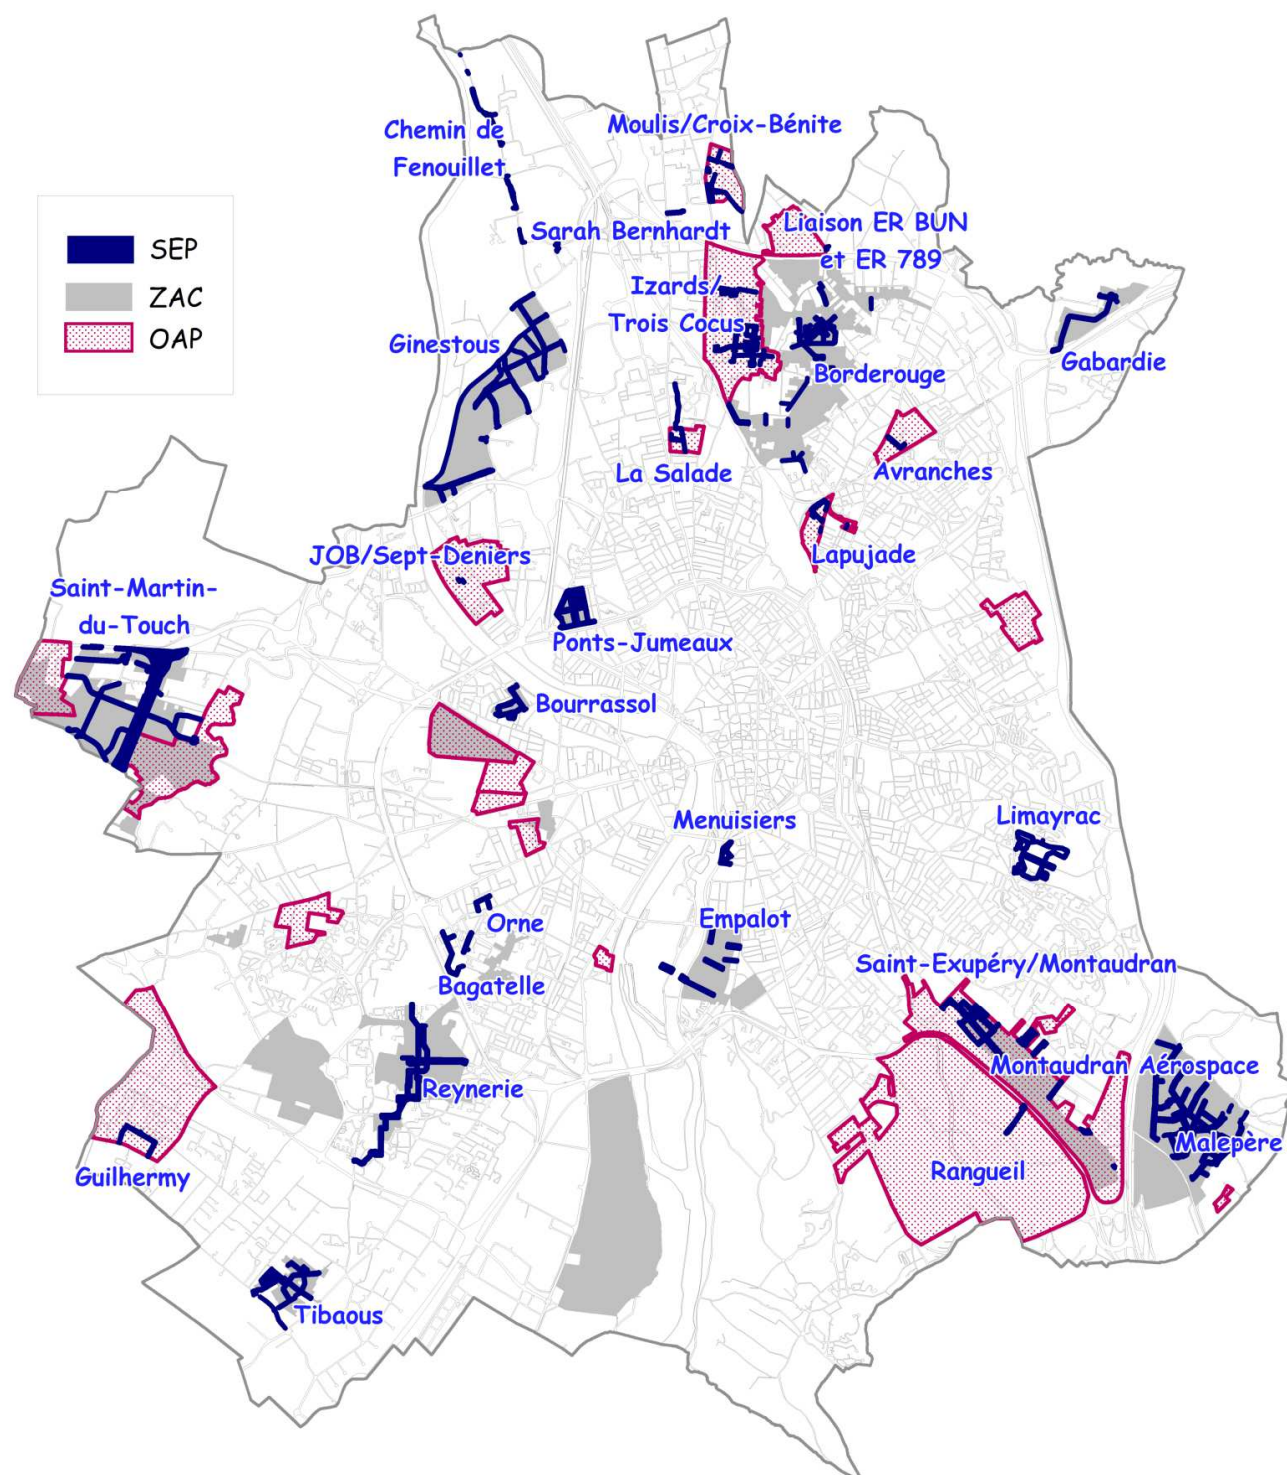 Chemin de
Fenouillet
Moulis/Croix-Bénite
SEP
ZAC
OAP
Sarah Bernhardt
Liaison ER BUN
et ER 789
Izards/
Trois Cocus
Ginestous
Borderouge
Gabardie
La Salade
Avranches
JOB/Sept-Deniers
Lapujade
Saint-Martin-
du-Touch
Ponts-Jumeaux
Bourrassol
Menuisiers
Limayrac
Orne
Empalot
Bagatelle
Saint-Exupéry/Montaudran
Montaudran Aérospace
Reynerie
Malepère
Guilhermy
Rangueil
Tibaous